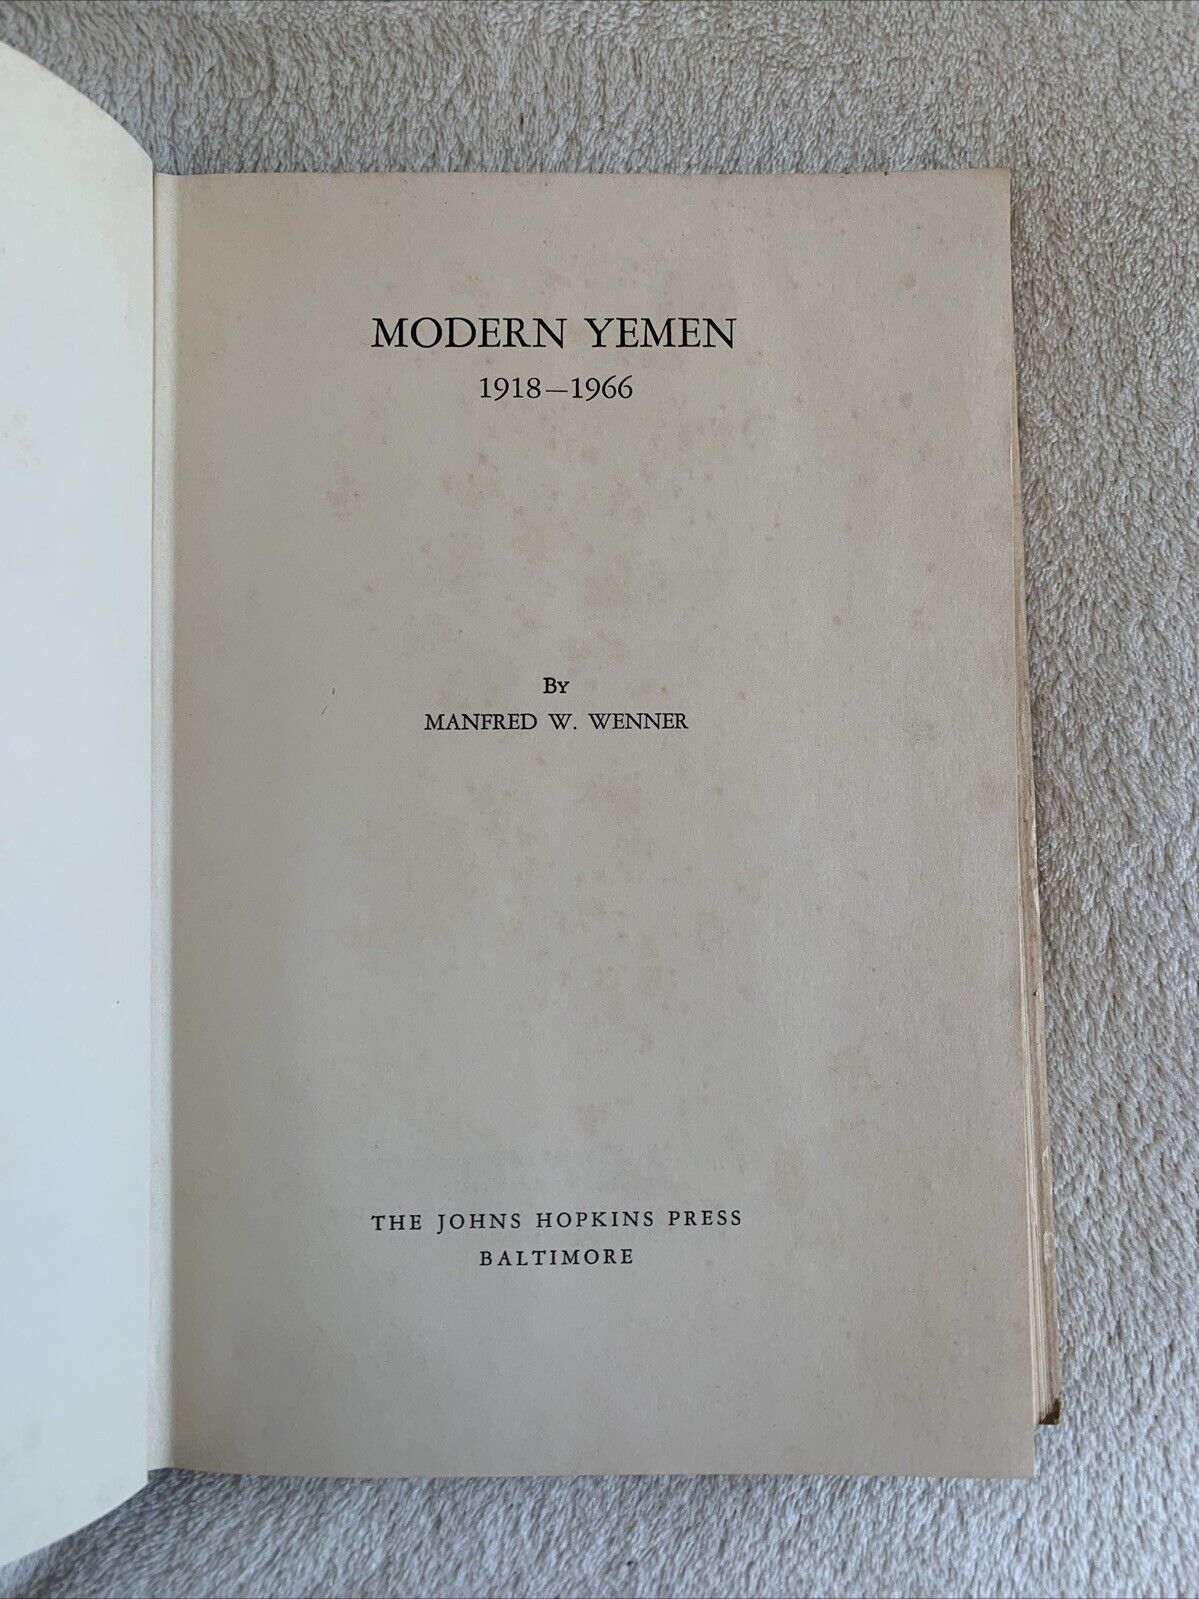 MODERN YEMEN
1918–1966
By
MANFRED W. WENNER
THE JOHNS HOPKINS PRESS
BALTIMORE